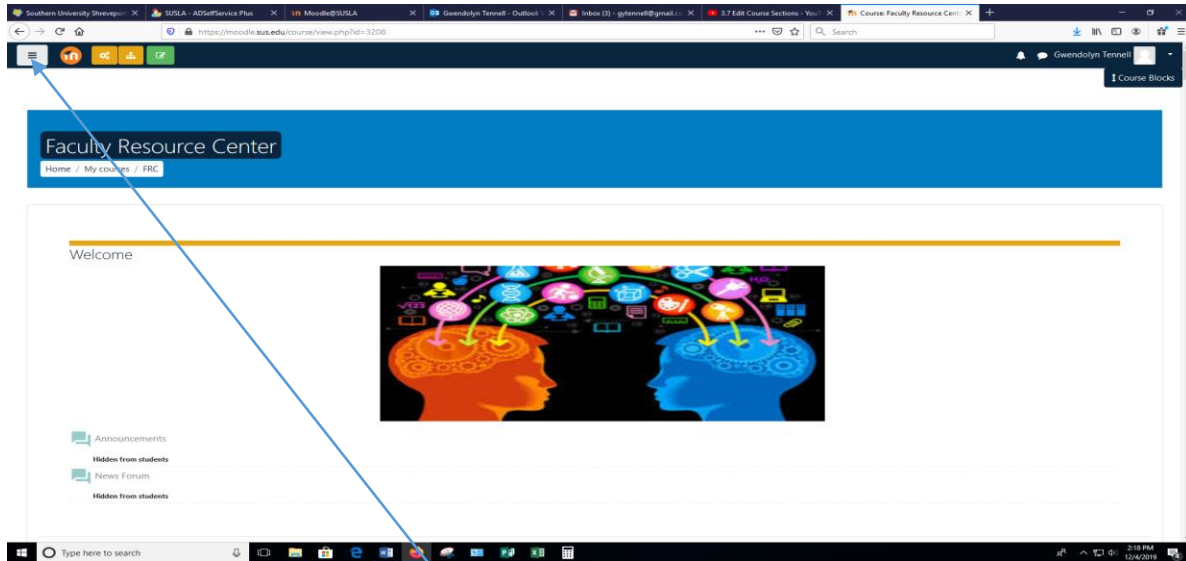 Southern University Shreveport
SUSLA - ADSelfService Plus
Moodle@SUSLA
Gwendolyn Tennell - Outlook
Inbox (3) - gytennell@gmail.c
3.7 Edit Course Sections - You
Course: Faculty Resource Cent
https://moodle.sus.edu/course/view.php?id=3208
Search
Gwendolyn Tennell
Course Blocks
Faculty Resource Center
Home / My courses / FRC
Welcome
H₂O
√123
Announcements
Hidden from students
News Forum
Hidden from students
Type here to search
2:18 PM
12/4/2019